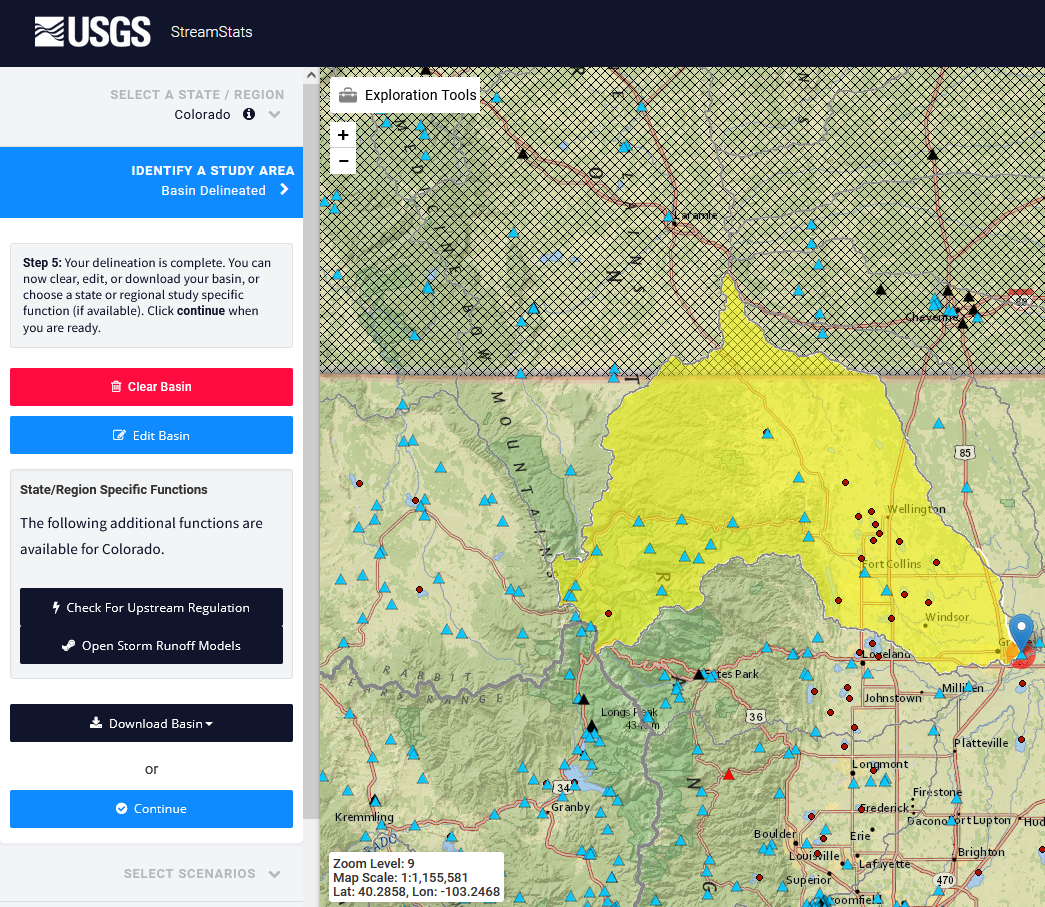 USGS
StreamStats
SELECT A STATE / REGION
Colorado
IDENTIFY A STUDY AREA
Basin Delineated
Step 5: Your delineation is complete. You can
now clear, edit, or download your basin, or
choose a state or regional study specific
function (if available). Click continue when
you are ready.
Clear Basin
Edit Basin
State/Region Specific Functions
The following additional functions are
available for Colorado.
Check For Upstream Regulation
Open Storm Runoff Models
Download Basin
or
Continue
SELECT SCENARIOS
Exploration Tools
+
−
Laramie
Cheyenne
80
MEDICINE BOW
MOUNTAINS
85
Wellington
Fort Collins
Windsor
Loveland
Estes Park
Johnstown
Milliken
RABBIT
RANGE
Longs Peak
36
Platteville
Longmont
34
Granby
Kremmling
Firestone
Frederick
Dacono
Fort Lupton
Hud
Boulder
Erie
Louisville
Lafayette
Brighton
Superior
470
Broomfield
Zoom Level: 9
Map Scale: 1:1,155,581
Lat: 40.2858, Lon: -103.2468